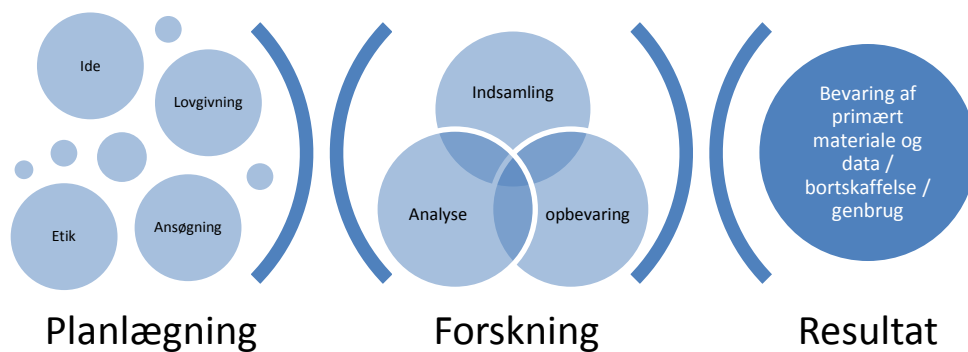 Ide
Lovgivning
Etik
Ansøgning
Planlægning
Indsamling
Analyse
opbevaring
Forskning
Bevaring af
primært
materiale og
data /
bortskaffelse /
genbrug
Resultat